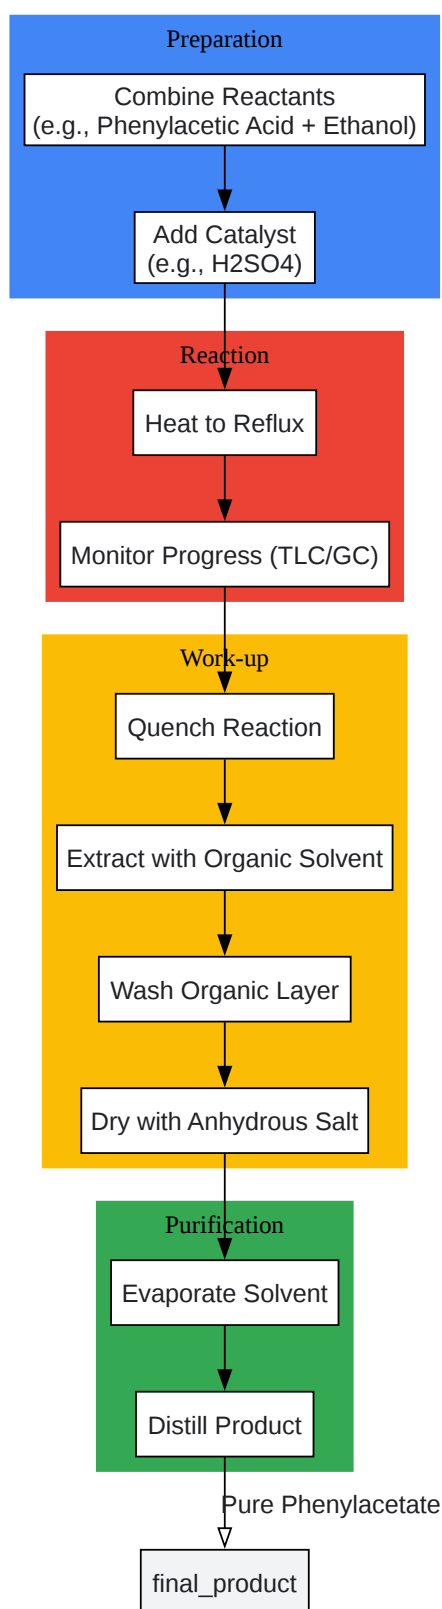 Preparation
Combine Reactants
(e.g., Phenylacetic Acid + Ethanol)
Add Catalyst
(e.g., H2SO4)
Reaction
Heat to Reflux
Monitor Progress (TLC/GC)
Work-up
Quench Reaction
Extract with Organic Solvent
Wash Organic Layer
Dry with Anhydrous Salt
Purification
Evaporate Solvent
Distill Product
Pure Phenylacetate
final_product